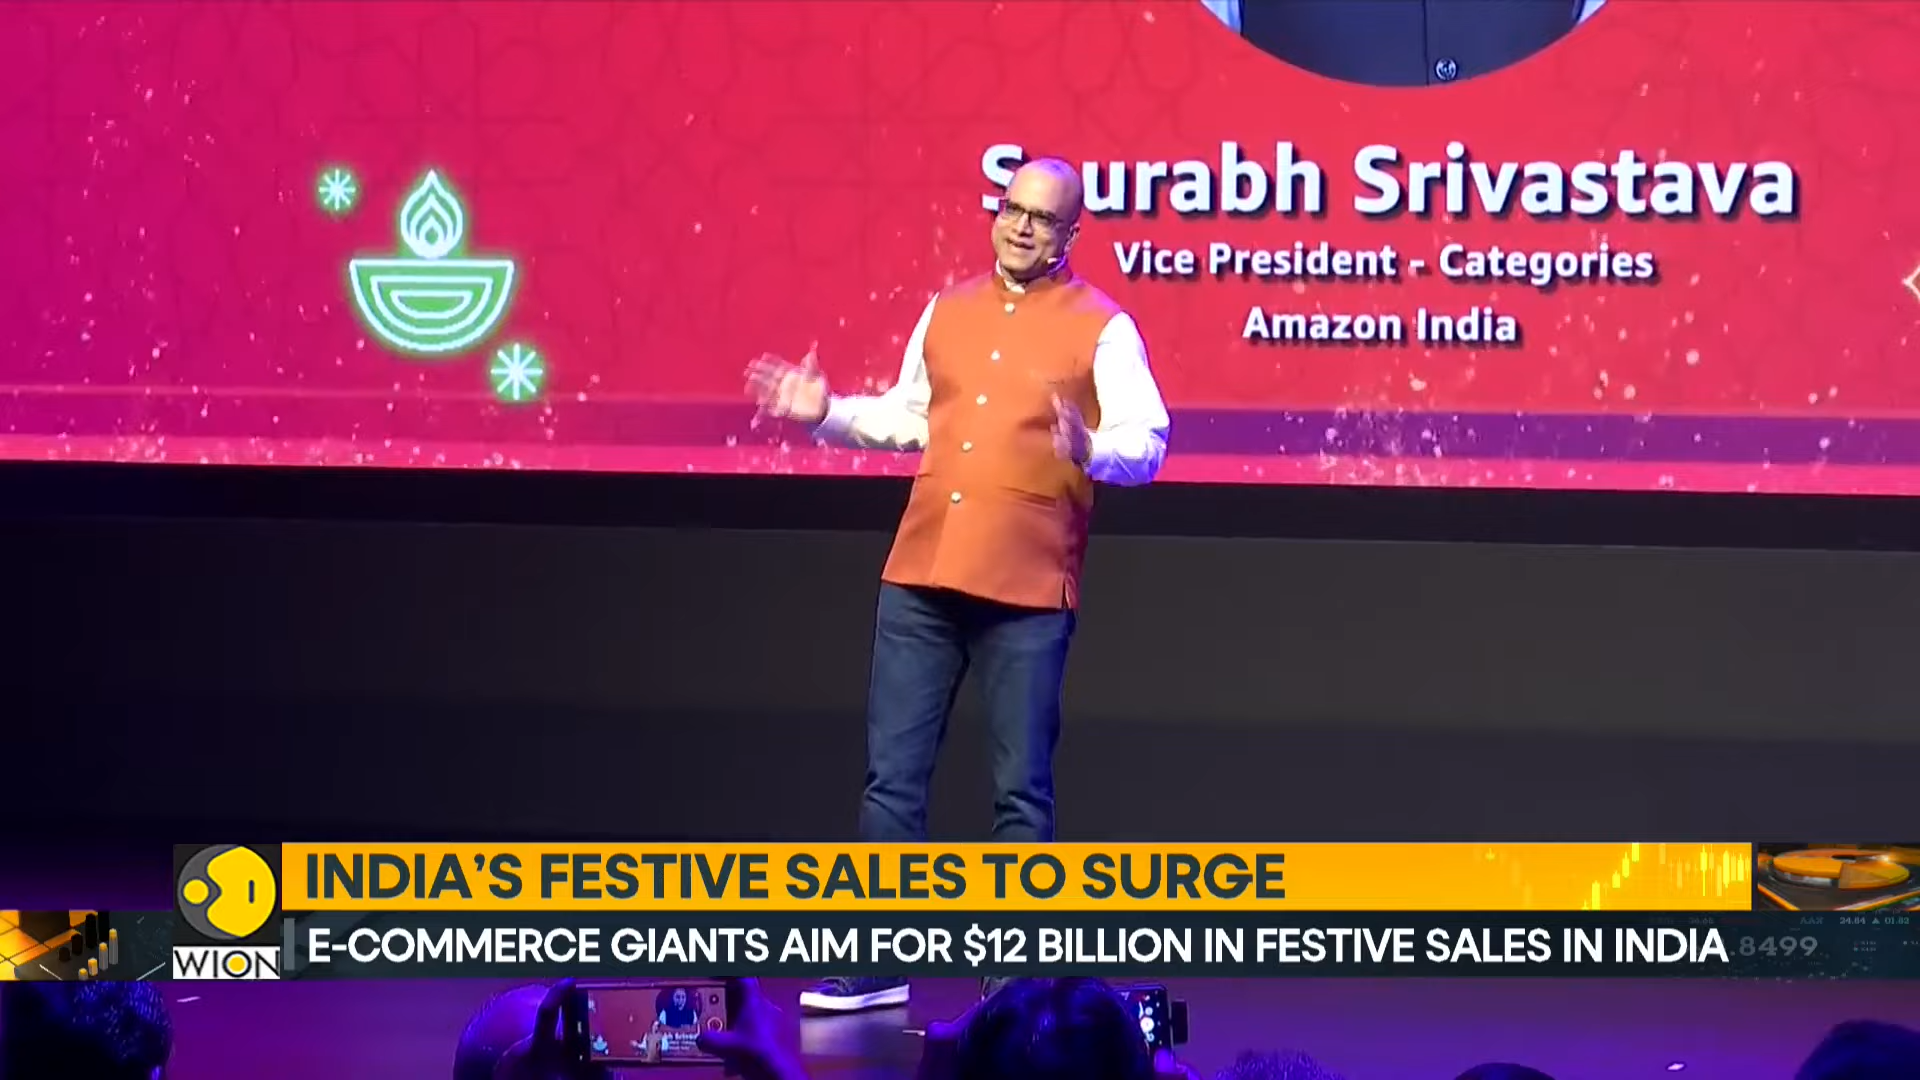 Saurabh Srivastava
Vice President - Categories
Amazon India
INDIA'S FESTIVE SALES TO SURGE
E-COMMERCE GIANTS AIM FOR $12 BILLION IN FESTIVE SALES IN INDIA
.8499
WION